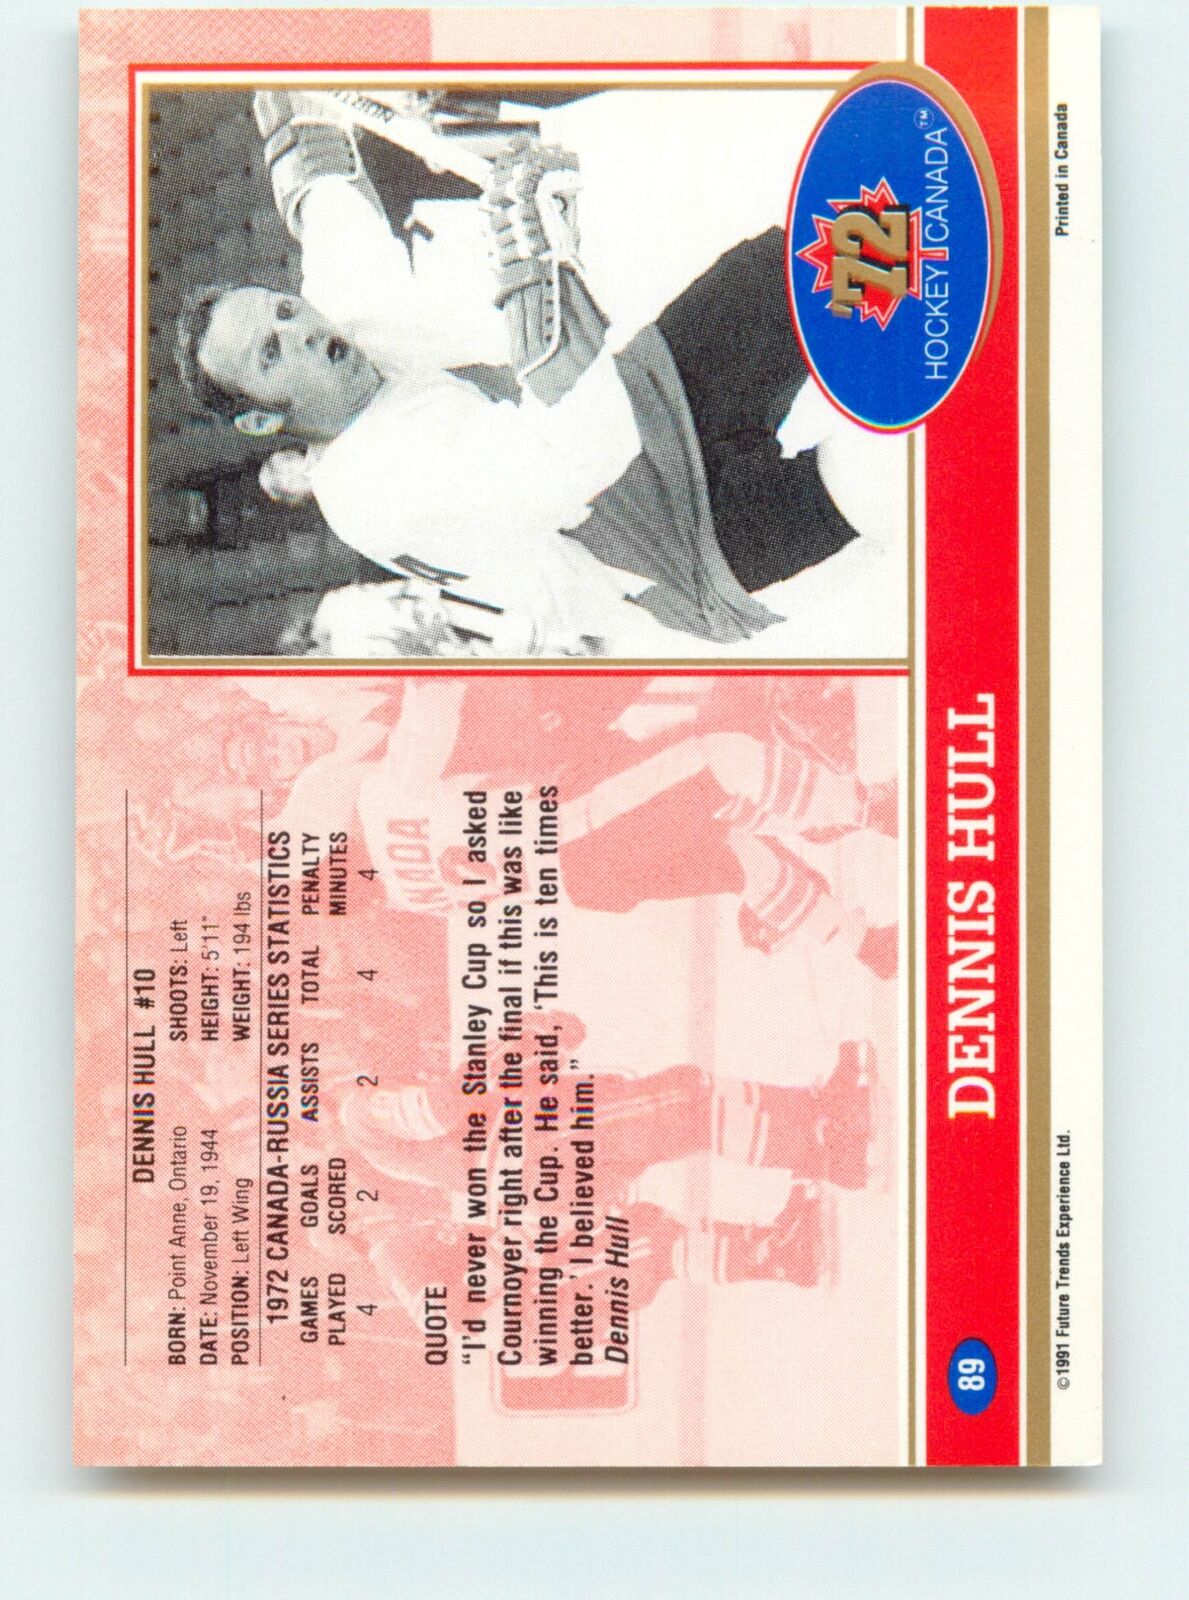 DENNIS HULL #10
BORN: Point Anne, Ontario SHOOTS: Left
DATE: November 19, 1944 HEIGHT: 5'11"
POSITION: Left Wing WEIGHT: 194 lbs
1972 CANADA-RUSSIA SERIES STATISTICS
GAMES GOALS ASSISTS TOTAL PENALTY
PLAYED SCORED MINUTES
4 2 2 4 4
QUOTE
"I'd never won the Stanley Cup so I asked
Cournoyer right after the final if this was like
winning the Cup. He said, 'This is ten times
better.' I believed him."
Dennis Hull
'72
HOCKEY CANADA™
89
DENNIS HULL
©1991 Future Trends Experience Ltd. Printed in Canada